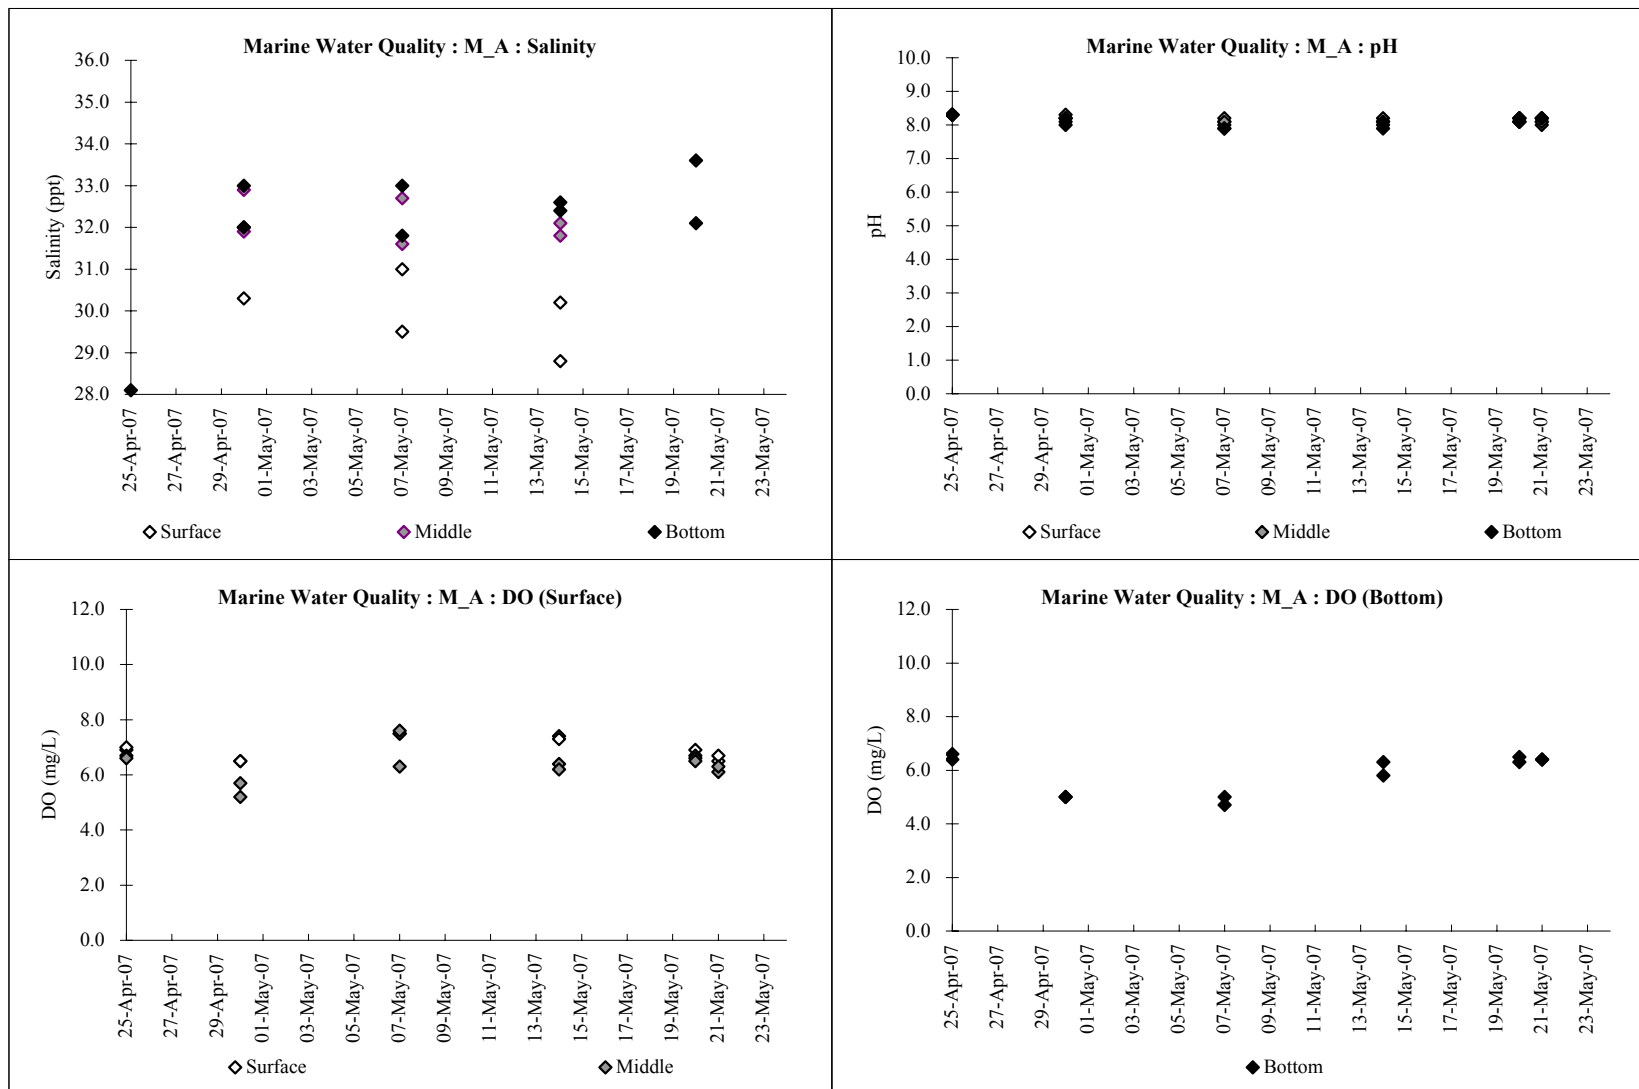 Marine Water Quality : M_A : Salinity
36.0
35.0
34.0
33.0
32.0
31.0
30.0
29.0
28.0
Salinity (ppt)
25-Apr-07
27-Apr-07
29-Apr-07
01-May-07
03-May-07
05-May-07
07-May-07
09-May-07
11-May-07
13-May-07
15-May-07
17-May-07
19-May-07
21-May-07
23-May-07
Surface Middle Bottom
Marine Water Quality : M_A : pH
10.0
9.0
8.0
7.0
6.0
5.0
4.0
3.0
2.0
1.0
0.0
pH
25-Apr-07
27-Apr-07
29-Apr-07
01-May-07
03-May-07
05-May-07
07-May-07
09-May-07
11-May-07
13-May-07
15-May-07
17-May-07
19-May-07
21-May-07
23-May-07
Surface Middle Bottom
Marine Water Quality : M_A : DO (Surface)
12.0
10.0
8.0
6.0
4.0
2.0
0.0
DO (mg/L)
25-Apr-07
27-Apr-07
29-Apr-07
01-May-07
03-May-07
05-May-07
07-May-07
09-May-07
11-May-07
13-May-07
15-May-07
17-May-07
19-May-07
21-May-07
23-May-07
Surface Middle
Marine Water Quality : M_A : DO (Bottom)
12.0
10.0
8.0
6.0
4.0
2.0
0.0
DO (mg/L)
25-Apr-07
27-Apr-07
29-Apr-07
01-May-07
03-May-07
05-May-07
07-May-07
09-May-07
11-May-07
13-May-07
15-May-07
17-May-07
19-May-07
21-May-07
23-May-07
Bottom